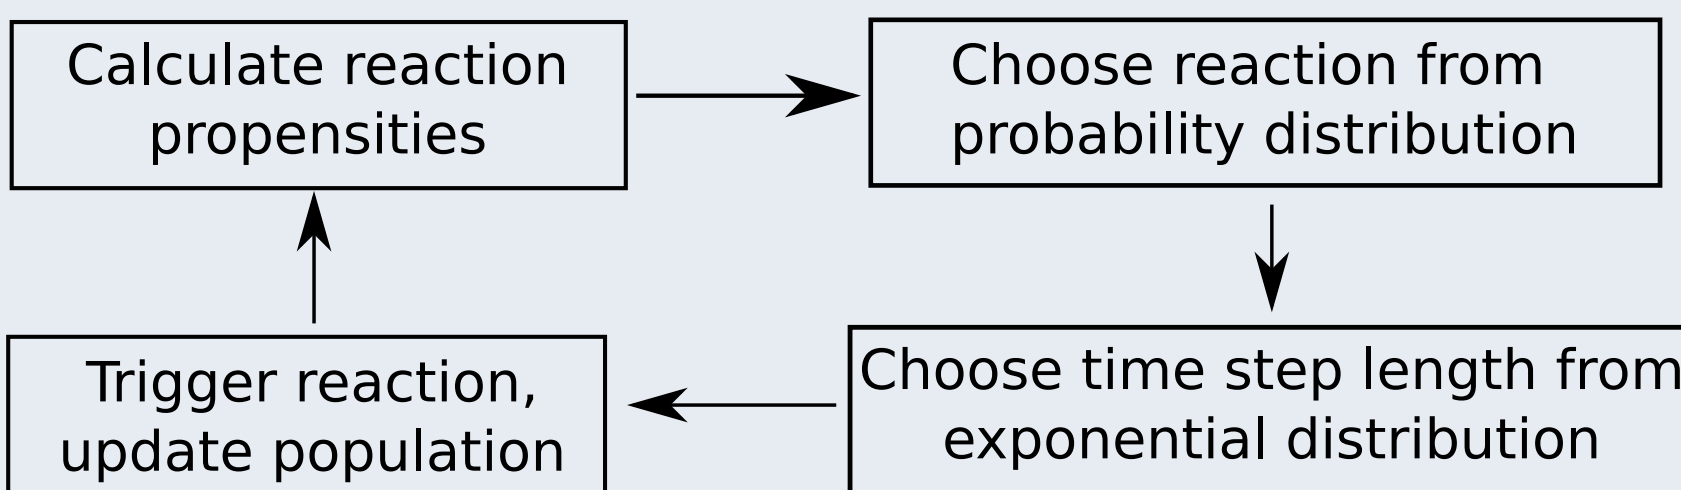 Calculate reaction
propensities
Choose reaction from
probability distribution
Trigger reaction,
update population
Choose time step length from
exponential distribution